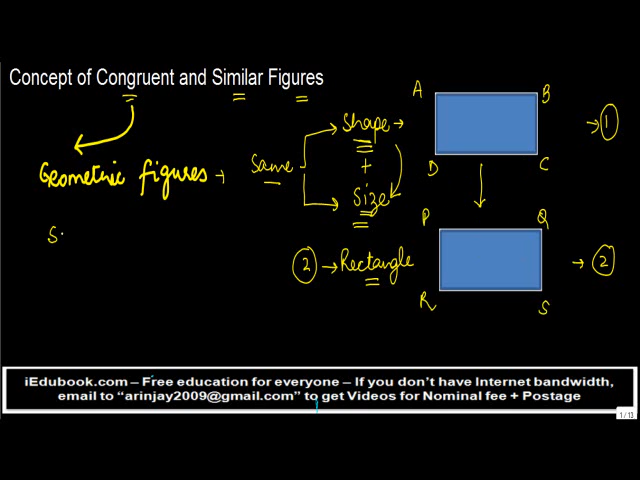 Concept of Congruent and Similar Figures
A B
Shape → → 1
Geometric figures → Same +
D C
Size
P Q
S.
2 → Rectangle → 2
R S
iEdubook.com – Free education for everyone – If you don't have Internet bandwidth,
email to "arinjay2009@gmail.com" to get Videos for Nominal fee + Postage
1 / 13